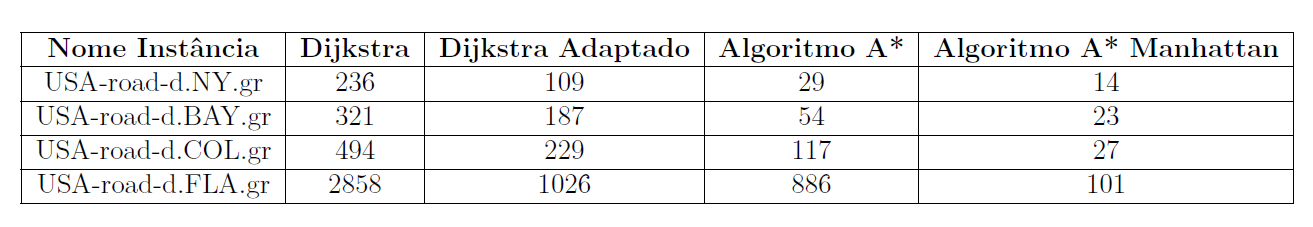 Nome Instância Dijkstra Dijkstra Adaptado Algoritmo A* Algoritmo A* Manhattan
USA-road-d.NY.gr 236 109 29 14
USA-road-d.BAY.gr 321 187 54 23
USA-road-d.COL.gr 494 229 117 27
USA-road-d.FLA.gr 2858 1026 886 101